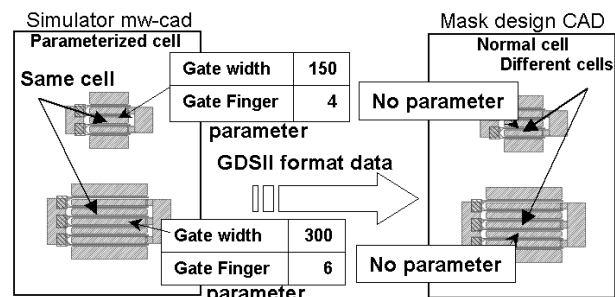 Simulator mw-cad
Parameterized cell
Same cell
Gate width 150
Gate Finger 4
parameter
Gate width 300
Gate Finger 6
parameter
GDSII format data
Mask design CAD
Normal cell
Different cells
No parameter
No parameter